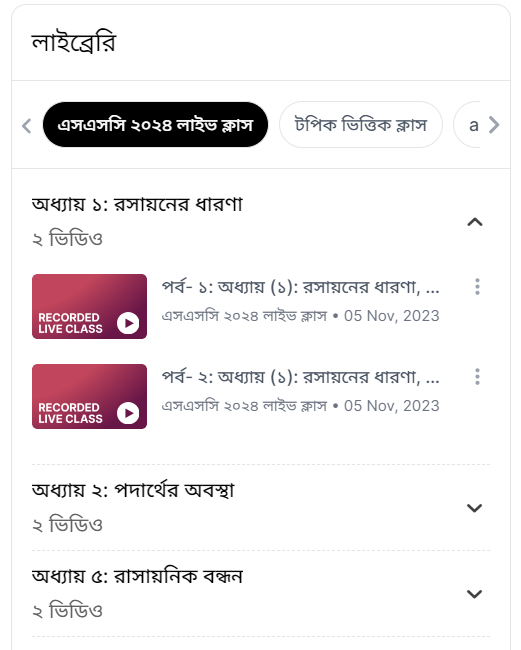 লাইব্রেরি
এসএসসি ২০২৪ লাইভ ক্লাস
টপিক ভিত্তিক ক্লাস
a
অধ্যায় ১: রসায়নের ধারণা
২ ভিডিও
RECORDED
LIVE CLASS
পর্ব- ১: অধ্যায় (১): রসায়নের ধারণা, ...
এসএসসি ২০২৪ লাইভ ক্লাস • 05 Nov, 2023
RECORDED
LIVE CLASS
পর্ব- ২: অধ্যায় (১): রসায়নের ধারণা, ...
এসএসসি ২০২৪ লাইভ ক্লাস • 05 Nov, 2023
অধ্যায় ২: পদার্থের অবস্থা
২ ভিডিও
অধ্যায় ৫: রাসায়নিক বন্ধন
২ ভিডিও